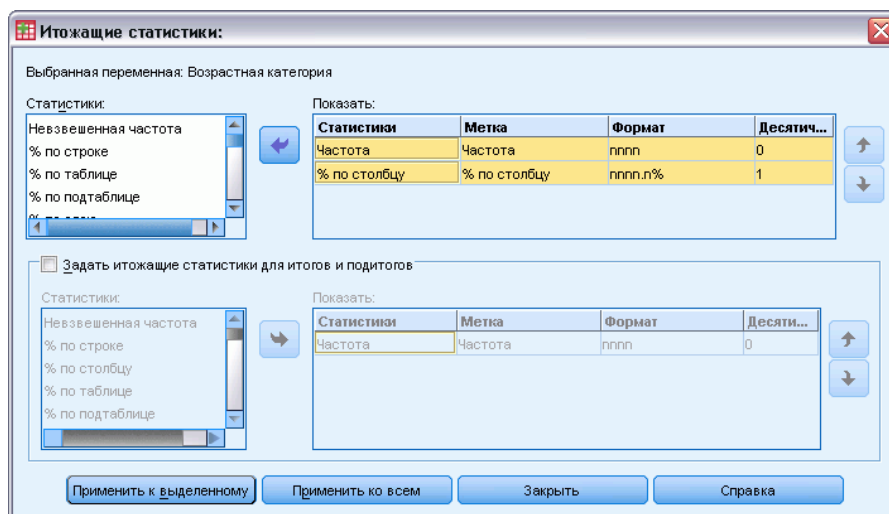 Итожащие статистики:
Выбранная переменная: Возрастная категория
Статистики:
Невзвешенная частота
% по строке
% по таблице
% по подтаблице
Показать:
Статистики Метка Формат Десятич...
Частота Частота nnnn 0
% по столбцу % по столбцу nnnn.n% 1
Задать итожащие статистики для итогов и подитогов
Статистики:
Невзвешенная частота
% по строке
% по столбцу
% по таблице
% по подтаблице
Показать:
Статистики Метка Формат Десяти...
Частота Частота nnnn 0
Применить к выделенному Применить ко всем Закрыть Справка